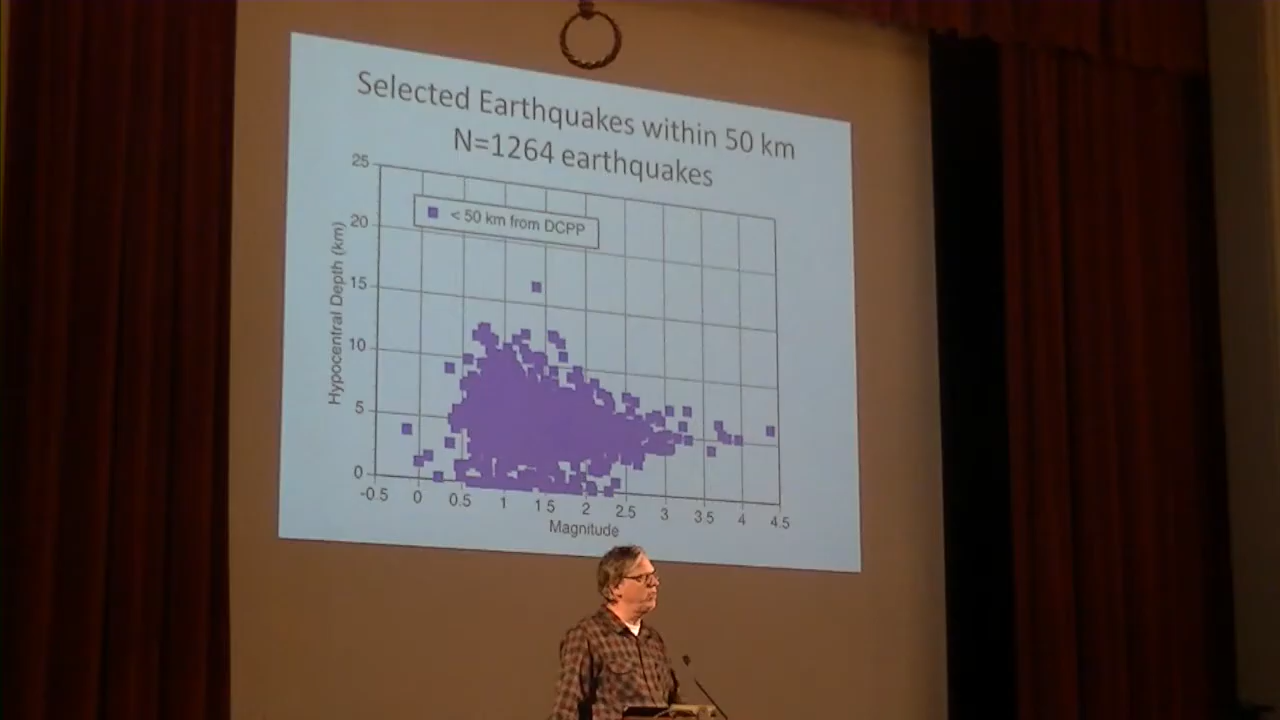 Selected Earthquakes within 50 km
N=1264 earthquakes
< 50 km from DCPP
Hypocentral Depth (km)
25
20
15
10
5
0
-0.5 0 0.5 1 1.5 2 2.5 3 3.5 4 4.5
Magnitude